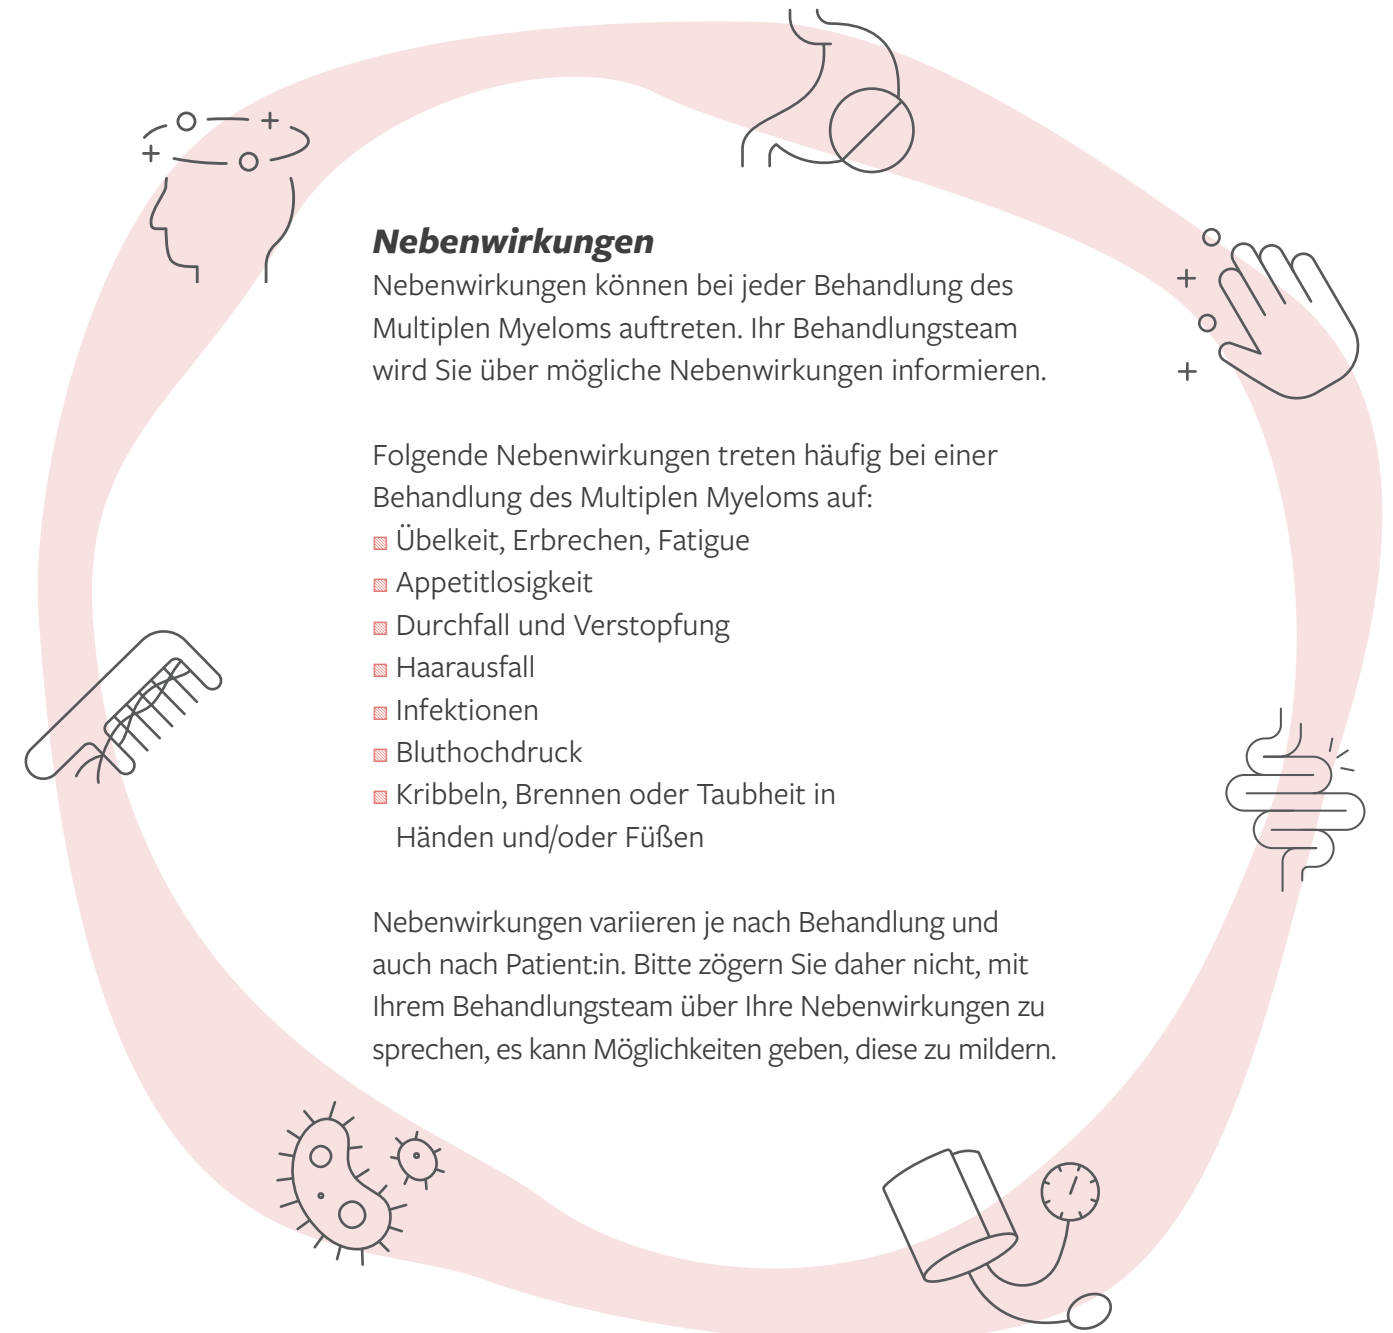 Nebenwirkungen
Nebenwirkungen können bei jeder Behandlung des
Multiplen Myeloms auftreten. Ihr Behandlungsteam
wird Sie über mögliche Nebenwirkungen informieren.
Folgende Nebenwirkungen treten häufig bei einer
Behandlung des Multiplen Myeloms auf:
Übelkeit, Erbrechen, Fatigue
Appetitlosigkeit
Durchfall und Verstopfung
Haarausfall
Infektionen
Bluthochdruck
Kribbeln, Brennen oder Taubheit in
Händen und/oder Füßen
Nebenwirkungen variieren je nach Behandlung und
auch nach Patient:in. Bitte zögern Sie daher nicht, mit
Ihrem Behandlungsteam über Ihre Nebenwirkungen zu
sprechen, es kann Möglichkeiten geben, diese zu mildern.